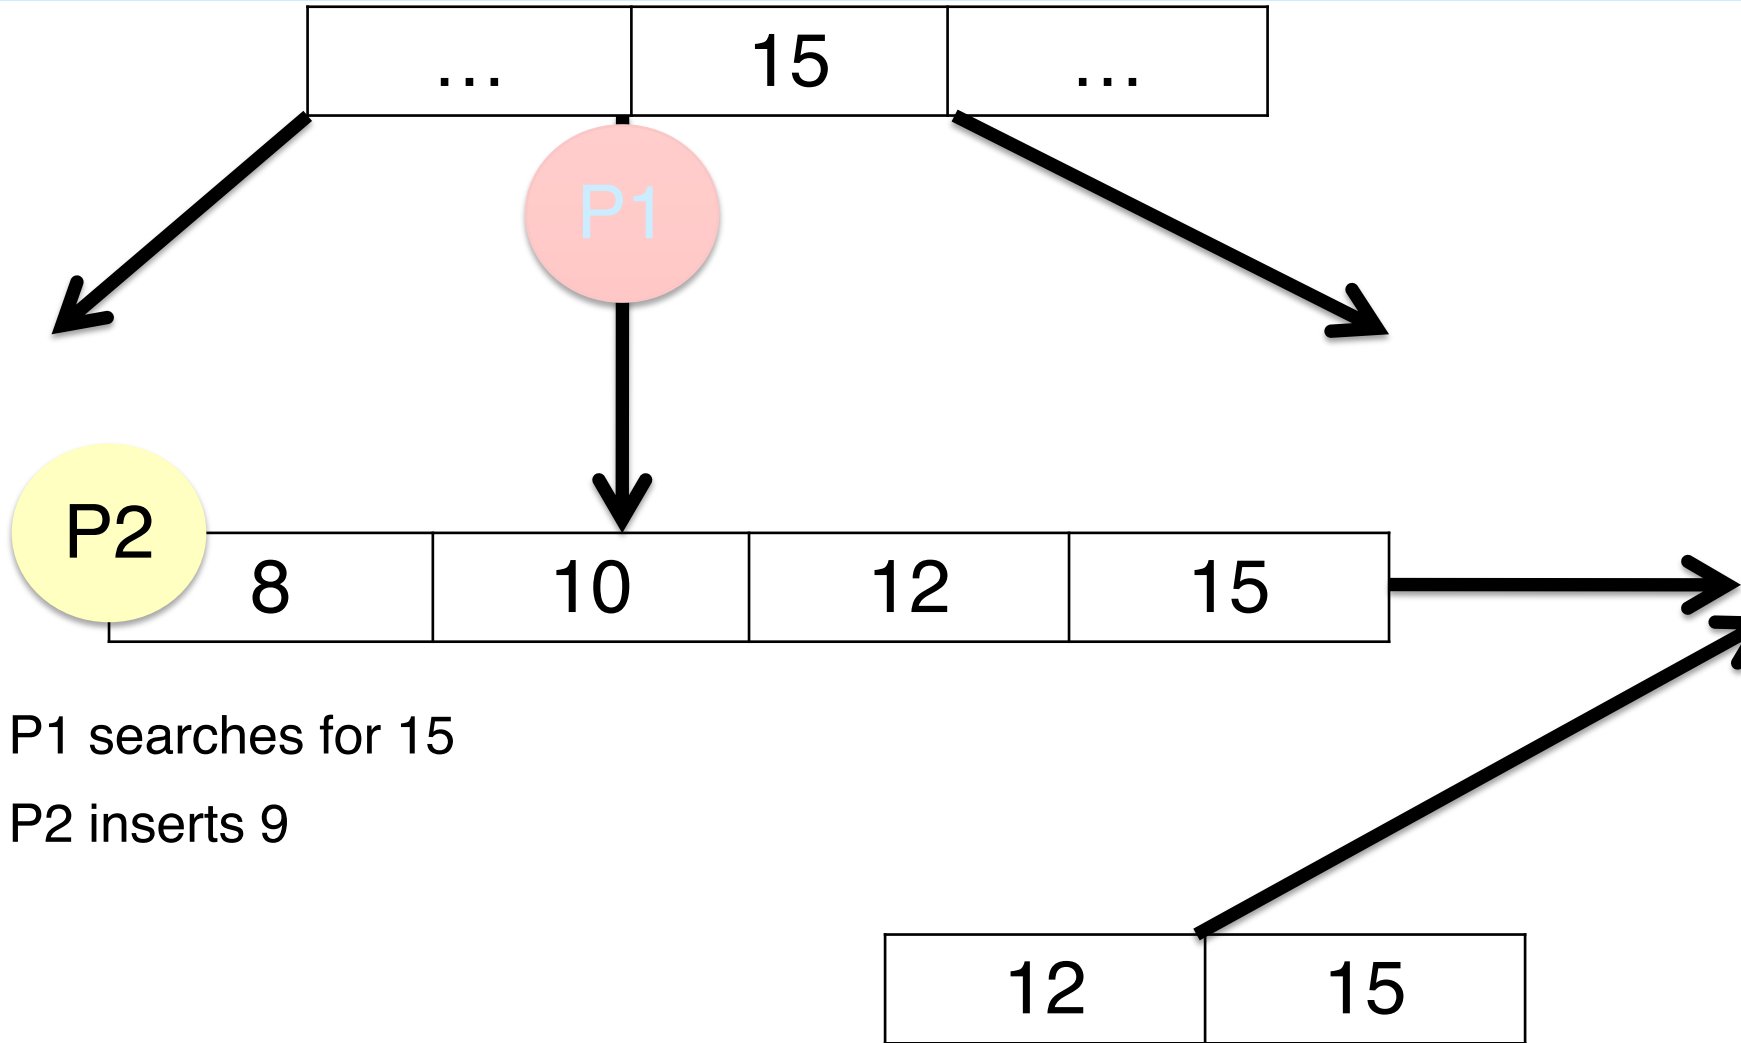 ... 15 ...
P1
P2
8 10 12 15
P1 searches for 15
P2 inserts 9
12 15